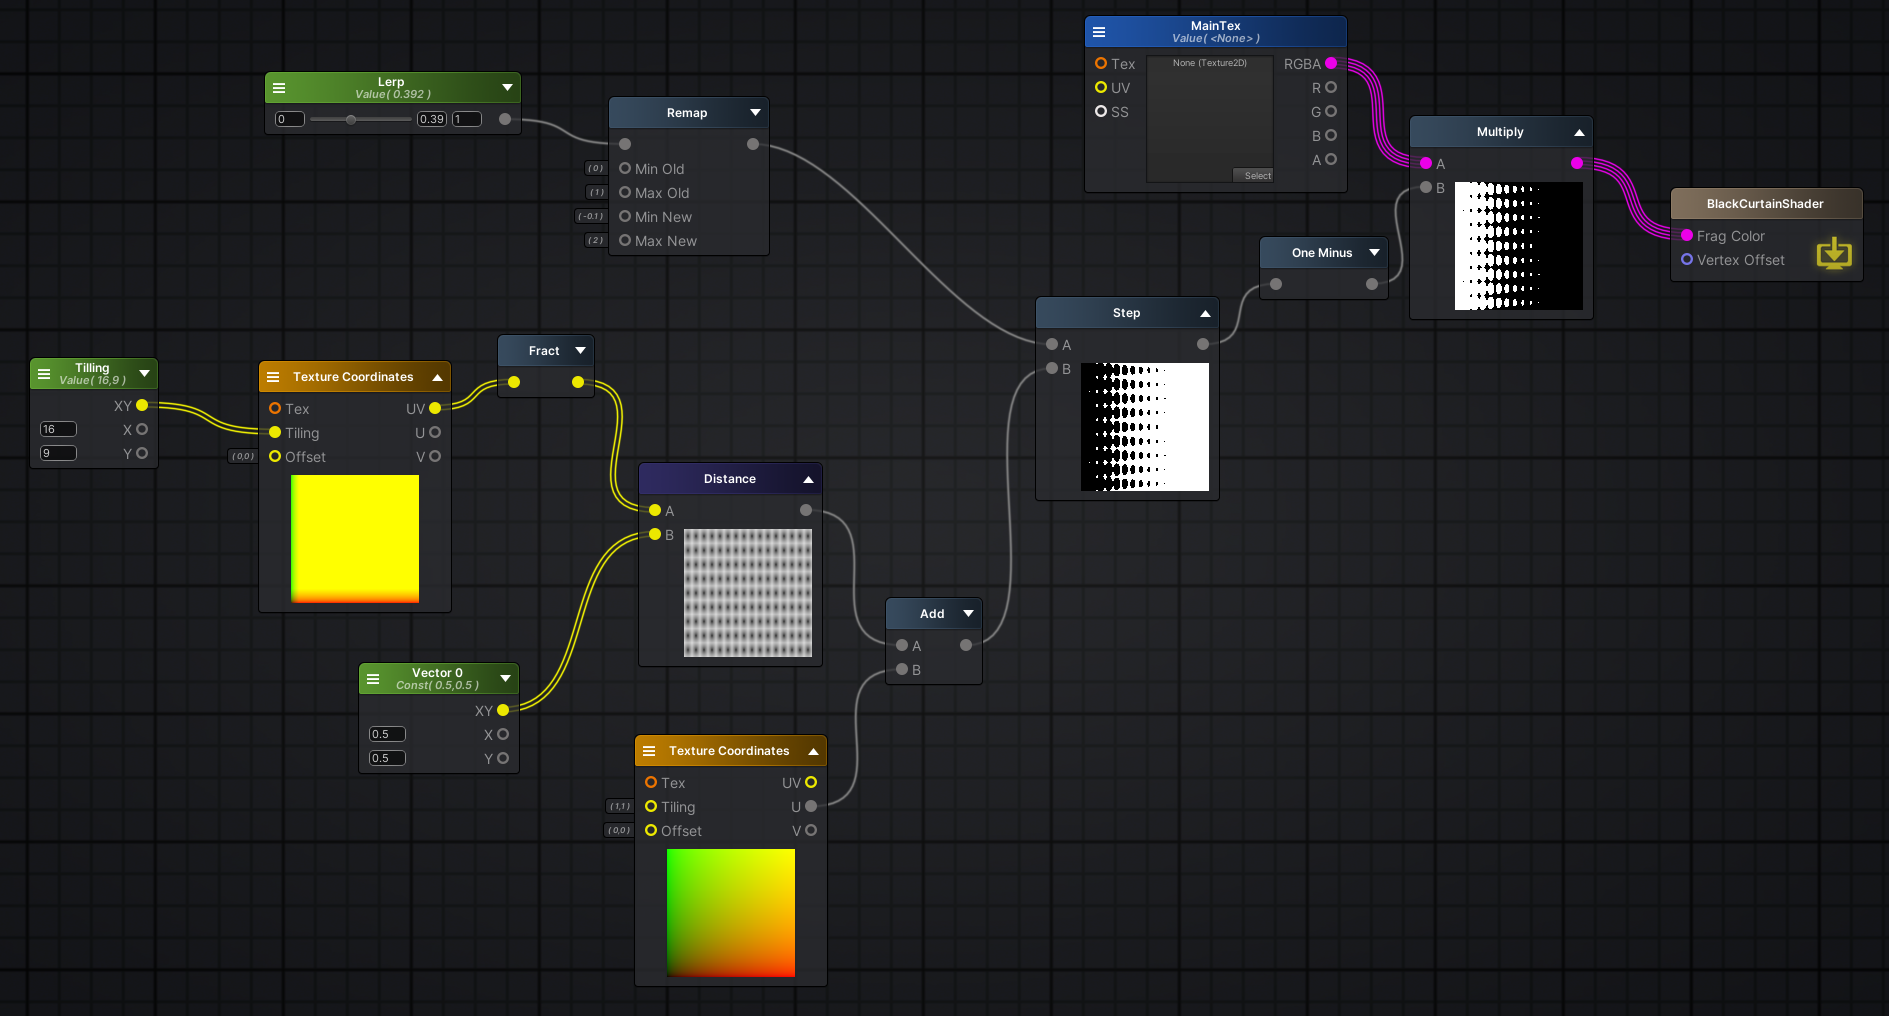 MainTex
Value( <None> )
Tex
None (Texture2D)
RGBA
UV
R
SS
G
B
A
Select
Lerp
Value( 0.392 )
0
0.39
1
Remap
( 0 )
Min Old
( 1 )
Max Old
( -0.1 )
Min New
( 2 )
Max New
Multiply
A
B
BlackCurtainShader
Frag Color
Vertex Offset
One Minus
Step
A
B
Fract
Tilling
Value( 16,9 )
XY
16
X
9
Y
Texture Coordinates
Tex
UV
Tiling
U
( 0,0 )
Offset
V
Distance
A
B
Add
A
B
Vector 0
Const( 0.5,0.5 )
XY
0.5
X
0.5
Y
Texture Coordinates
Tex
UV
( 1,1 )
Tiling
U
( 0,0 )
Offset
V